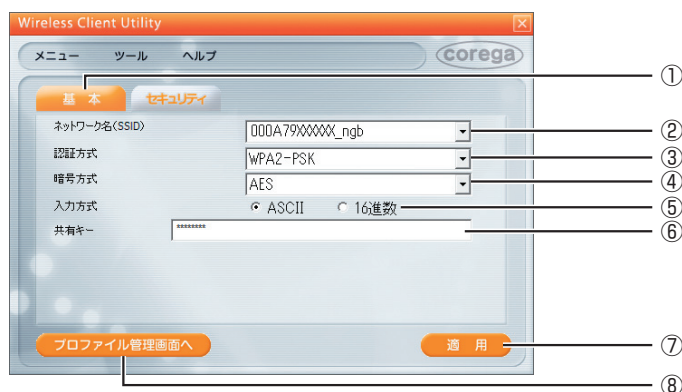 Wireless Client Utility
メニュー ツール ヘルプ corega
①
基 本 セキュリティ
ネットワーク名(SSID) 000A79XXXXX_ngb ②
認証方式 WPA2-PSK ③
暗号方式 AES ④
入力方式 ASCII 16進数 ⑤
共有キー ******** ⑥
プロファイル管理画面へ 適 用 ⑦
⑧